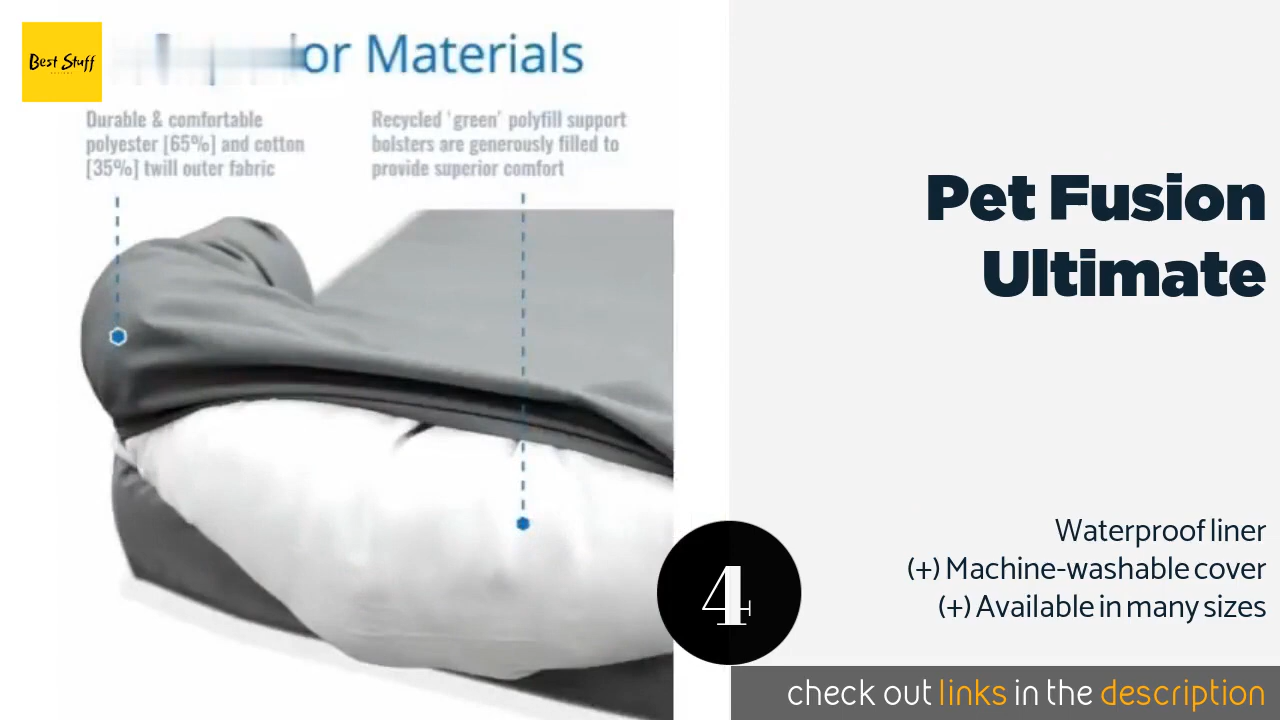 Best Stuff
or Materials
Durable & comfortable
polyester [65%] and cotton
[35%] twill outer fabric
Recycled 'green' polyfill support
bolsters are generously filled to
provide superior comfort
Pet Fusion
Ultimate
Waterproof liner
(+) Machine-washable cover
(+) Available in many sizes
4
check out links in the description